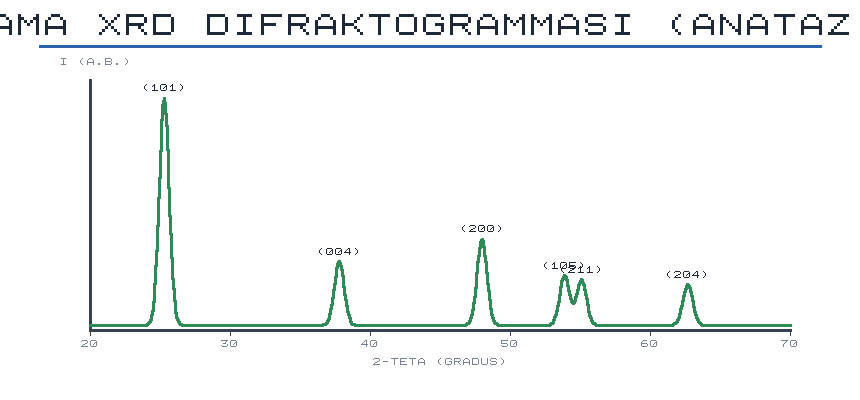 AMA XRD DIFRAKTOGRAMMASI (ANATAZ
I (A.B.)
(101)
(004)
(200)
(105)
(211)
(204)
20 30 40 50 60 70
2-TETA (GRADUS)